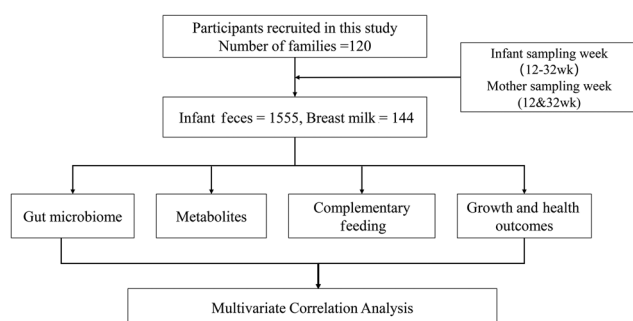 Participants recruited in this study
Number of families =120
Infant sampling week
(12-32wk)
Mother sampling week
(12&32wk)
Infant feces = 1555, Breast milk = 144
Gut microbiome
Metabolites
Complementary
feeding
Growth and health
outcomes
Multivariate Correlation Analysis